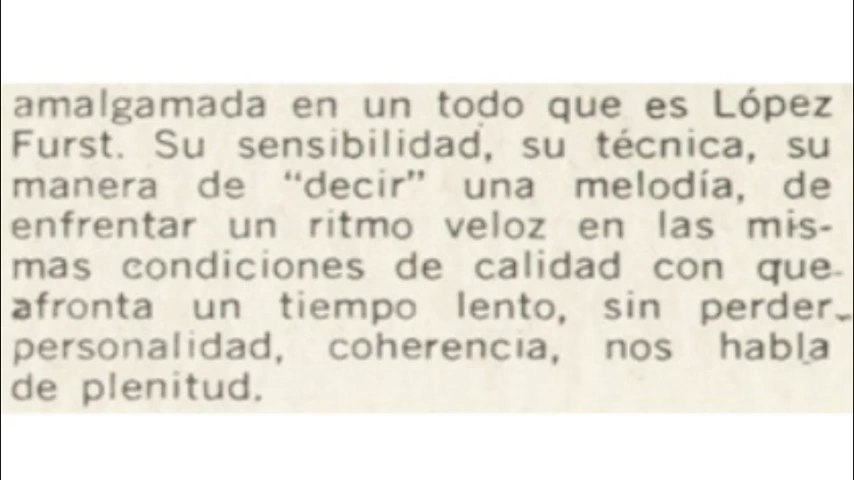 amalgamada en un todo que es López
Furst. Su sensibilidad, su técnica, su
manera de “decir” una melodía, de
enfrentar un ritmo veloz en las mis-
mas condiciones de calidad con que
afronta un tiempo lento, sin perder
personalidad, coherencia, nos habla
de plenitud.